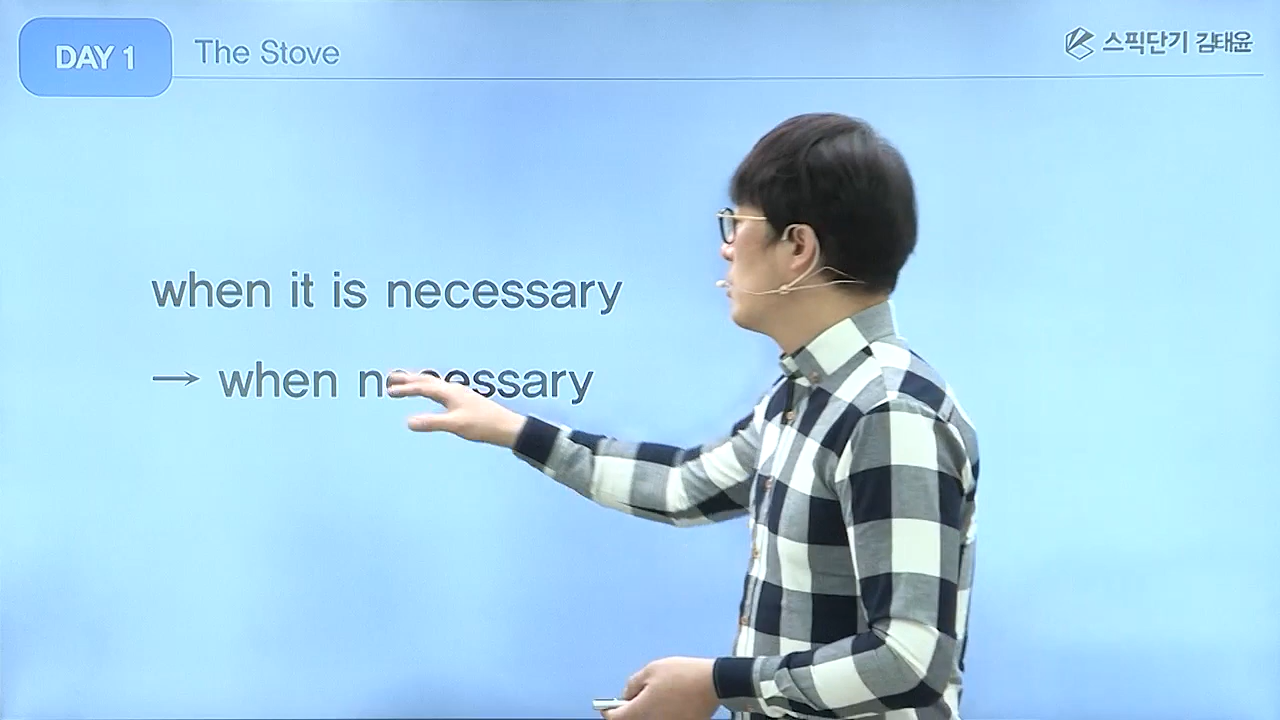 DAY 1
The Stove
스픽단기 김태윤
when it is necessary
→ when necessary